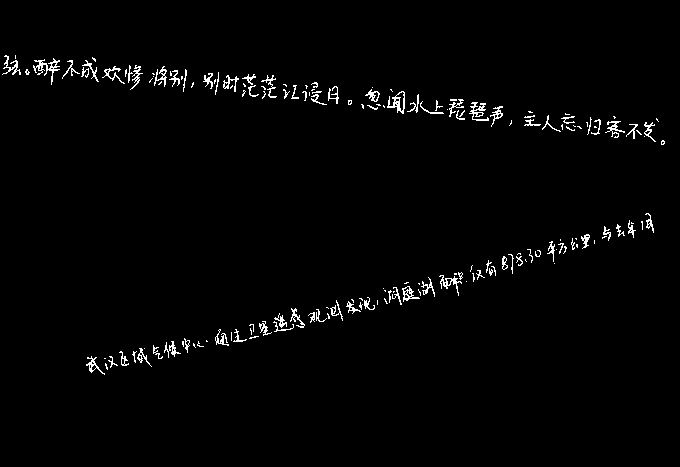 弦。醉不成欢惨将别，别时茫茫江浸月。忽闻水上琵琶声，主人忘归客不发。
武汉区域气候中心通过卫星遥感观测发现，洞庭湖面积仅有878.30平方公里，与去年同